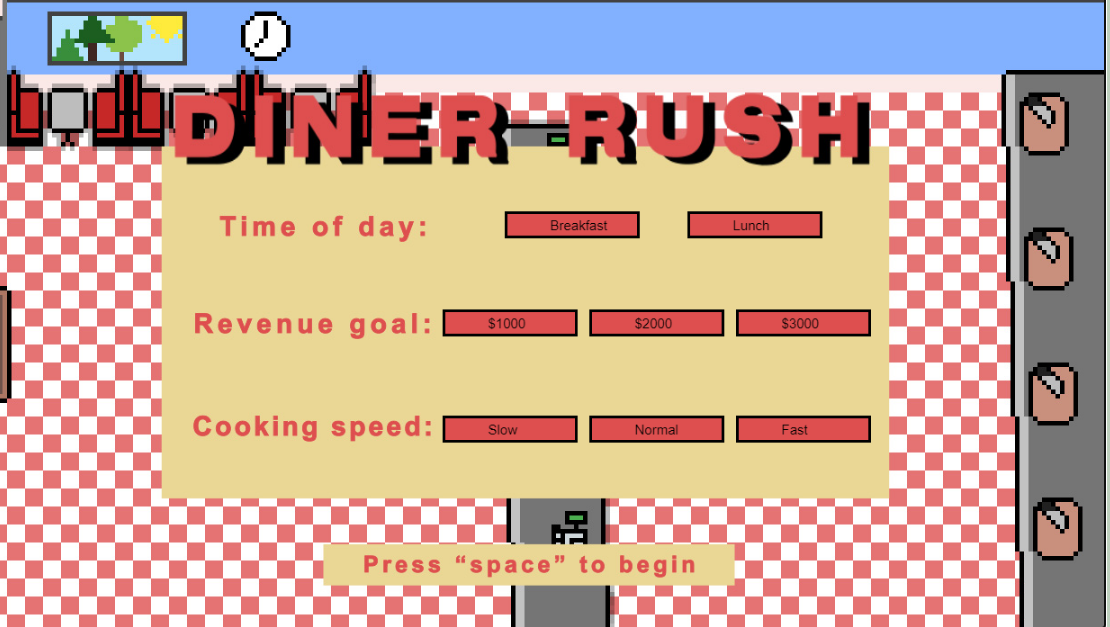 DINER RUSH
Time of day: Breakfast Lunch
Revenue goal: $1000 $2000 $3000
Cooking speed: Slow Normal Fast
Press “space” to begin